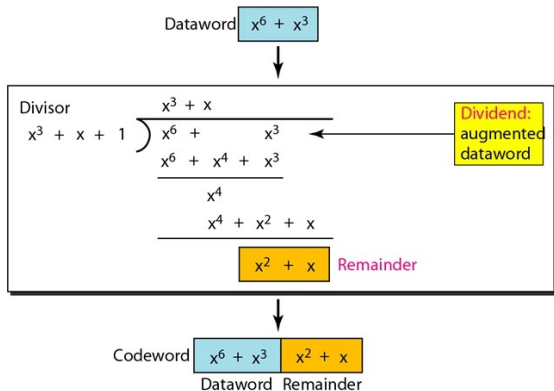 Dataword x⁶ + x³
Divisor
x³ + x
x³ + x + 1
x⁶ + x³
Dividend:
augmented
dataword
x⁶ + x⁴ + x³
x⁴
x⁴ + x² + x
x² + x Remainder
Codeword x⁶ + x³ x² + x
Dataword Remainder